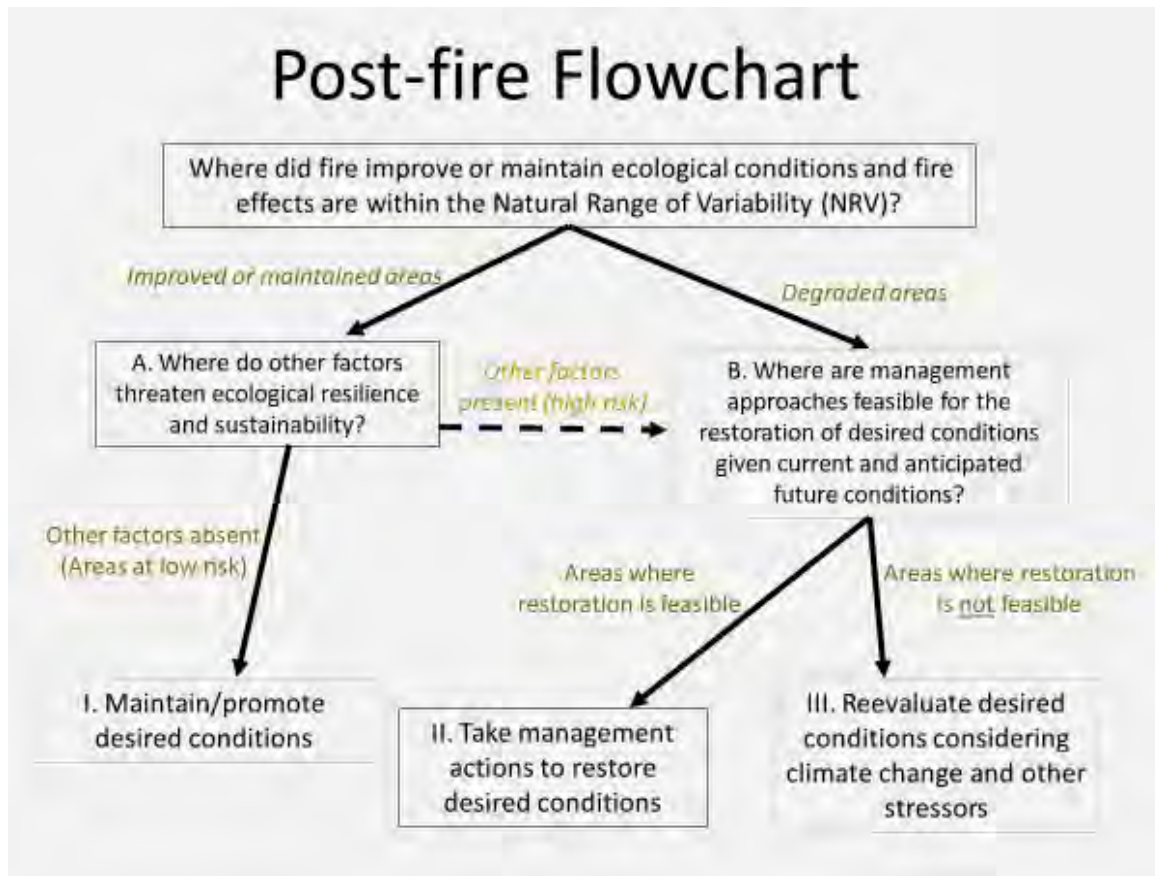 Post-fire Flowchart
Where did fire improve or maintain ecological conditions and fire
effects are within the Natural Range of Variability (NRV)?
Improved or maintained areas
Degraded areas
A. Where do other factors
threaten ecological resilience
and sustainability?
Other factors
present (high risk)
B. Where are management
approaches feasible for the
restoration of desired conditions
given current and anticipated
future conditions?
Other factors absent
(Areas at low risk)
Areas where
restoration is feasible
Areas where restoration
is not feasible
I. Maintain/promote
desired conditions
II. Take management
actions to restore
desired conditions
III. Reevaluate desired
conditions considering
climate change and other
stressors